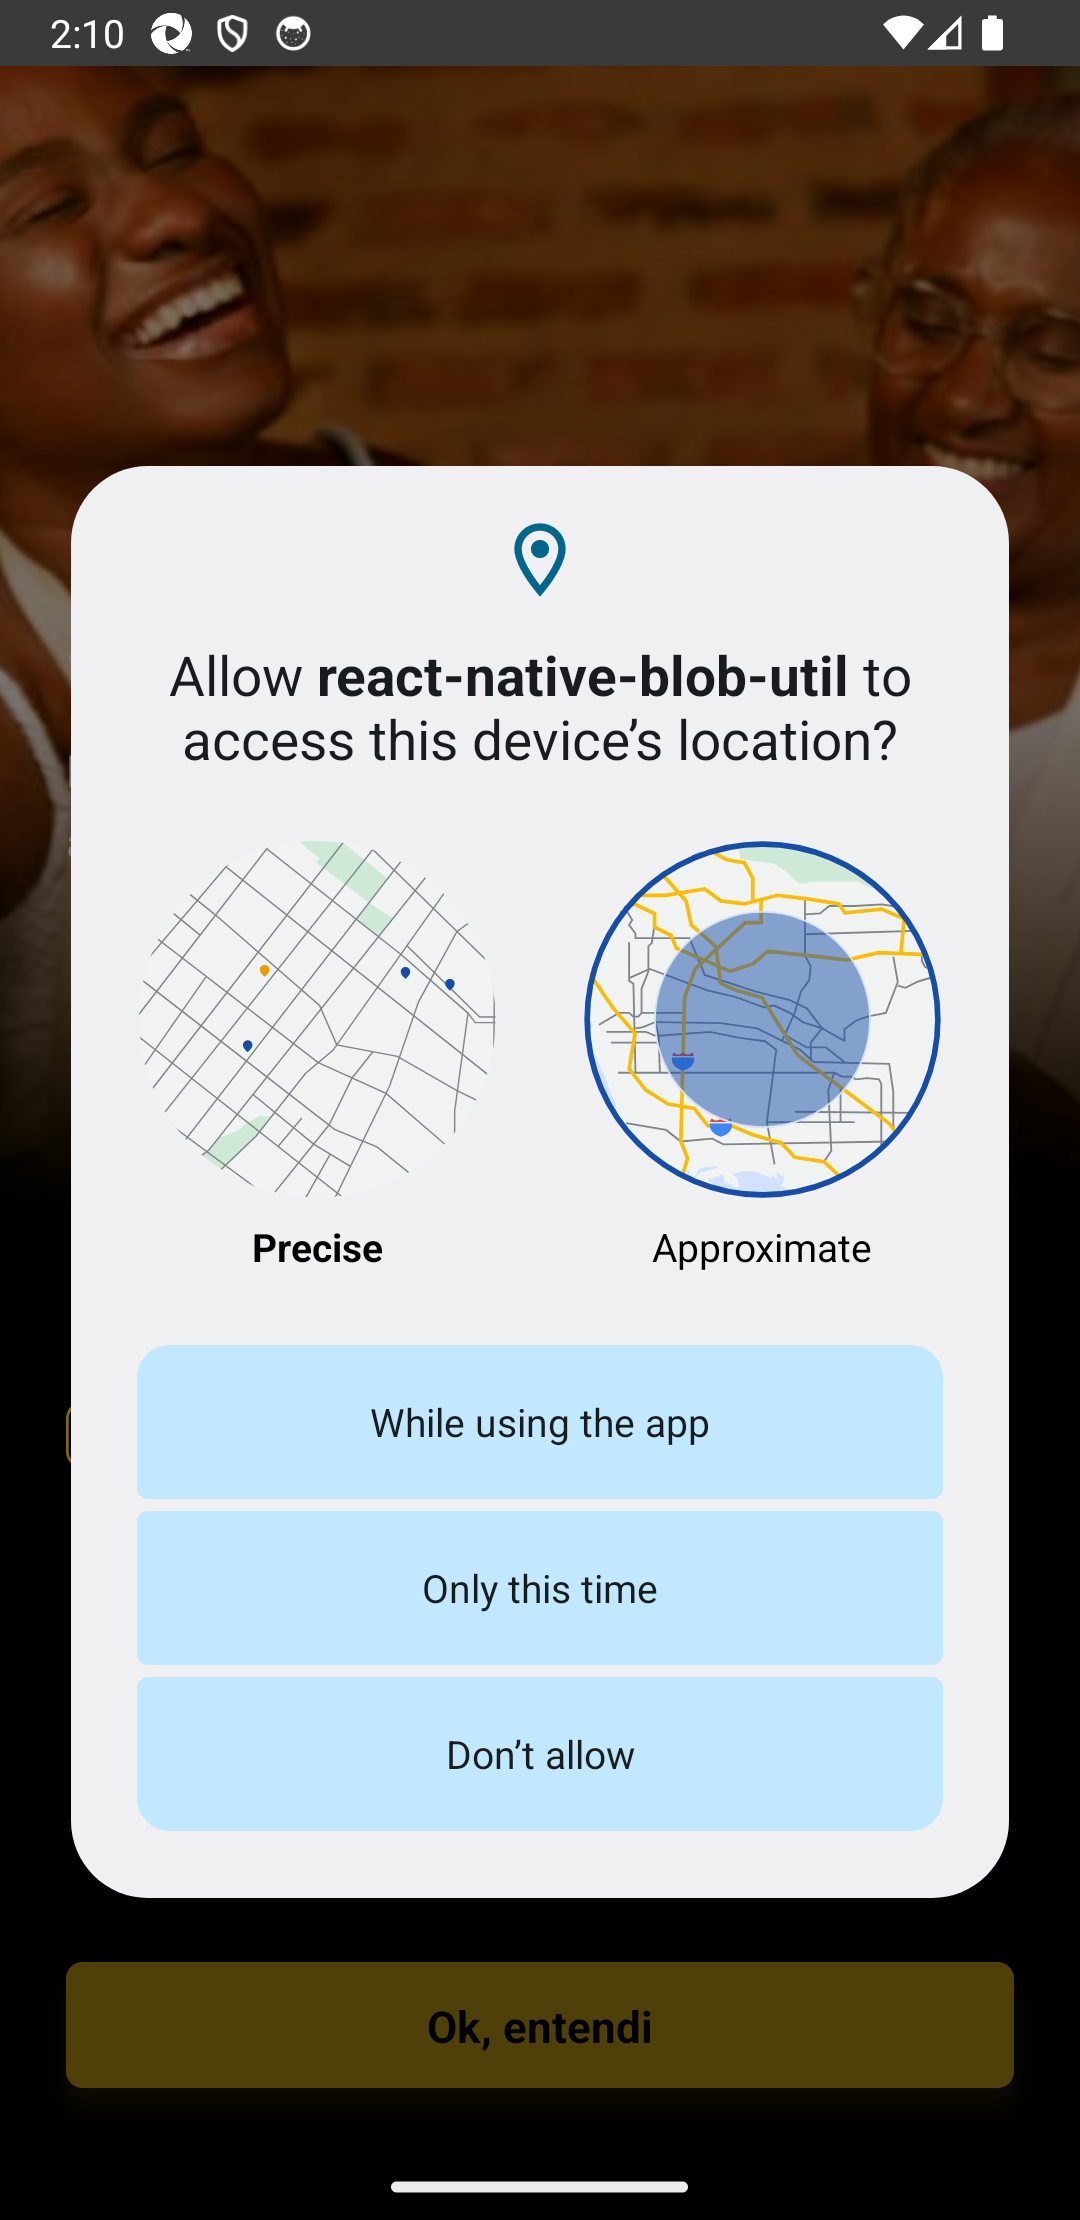 2:10
Allow react-native-blob-util to
access this device’s location?
Precise
Approximate
While using the app
Only this time
Don’t allow
Ok, entendi